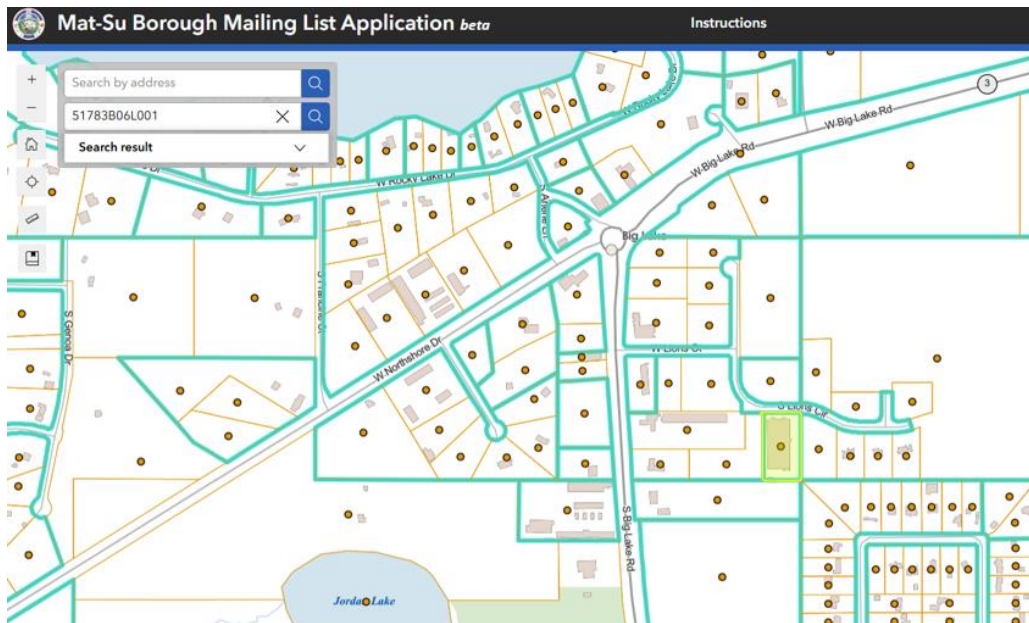 Mat-Su Borough Mailing List Application beta
Instructions
Search by address
51783B06L001
Search result
W Rocky Lake Dr
W Big Lake Rd
W Big Lake Rd
3
Big Lake
S Genoa Dr
W Northshore Dr
W Lions Ct
S Lions Cir
S Big Lake Rd
Jordan Lake